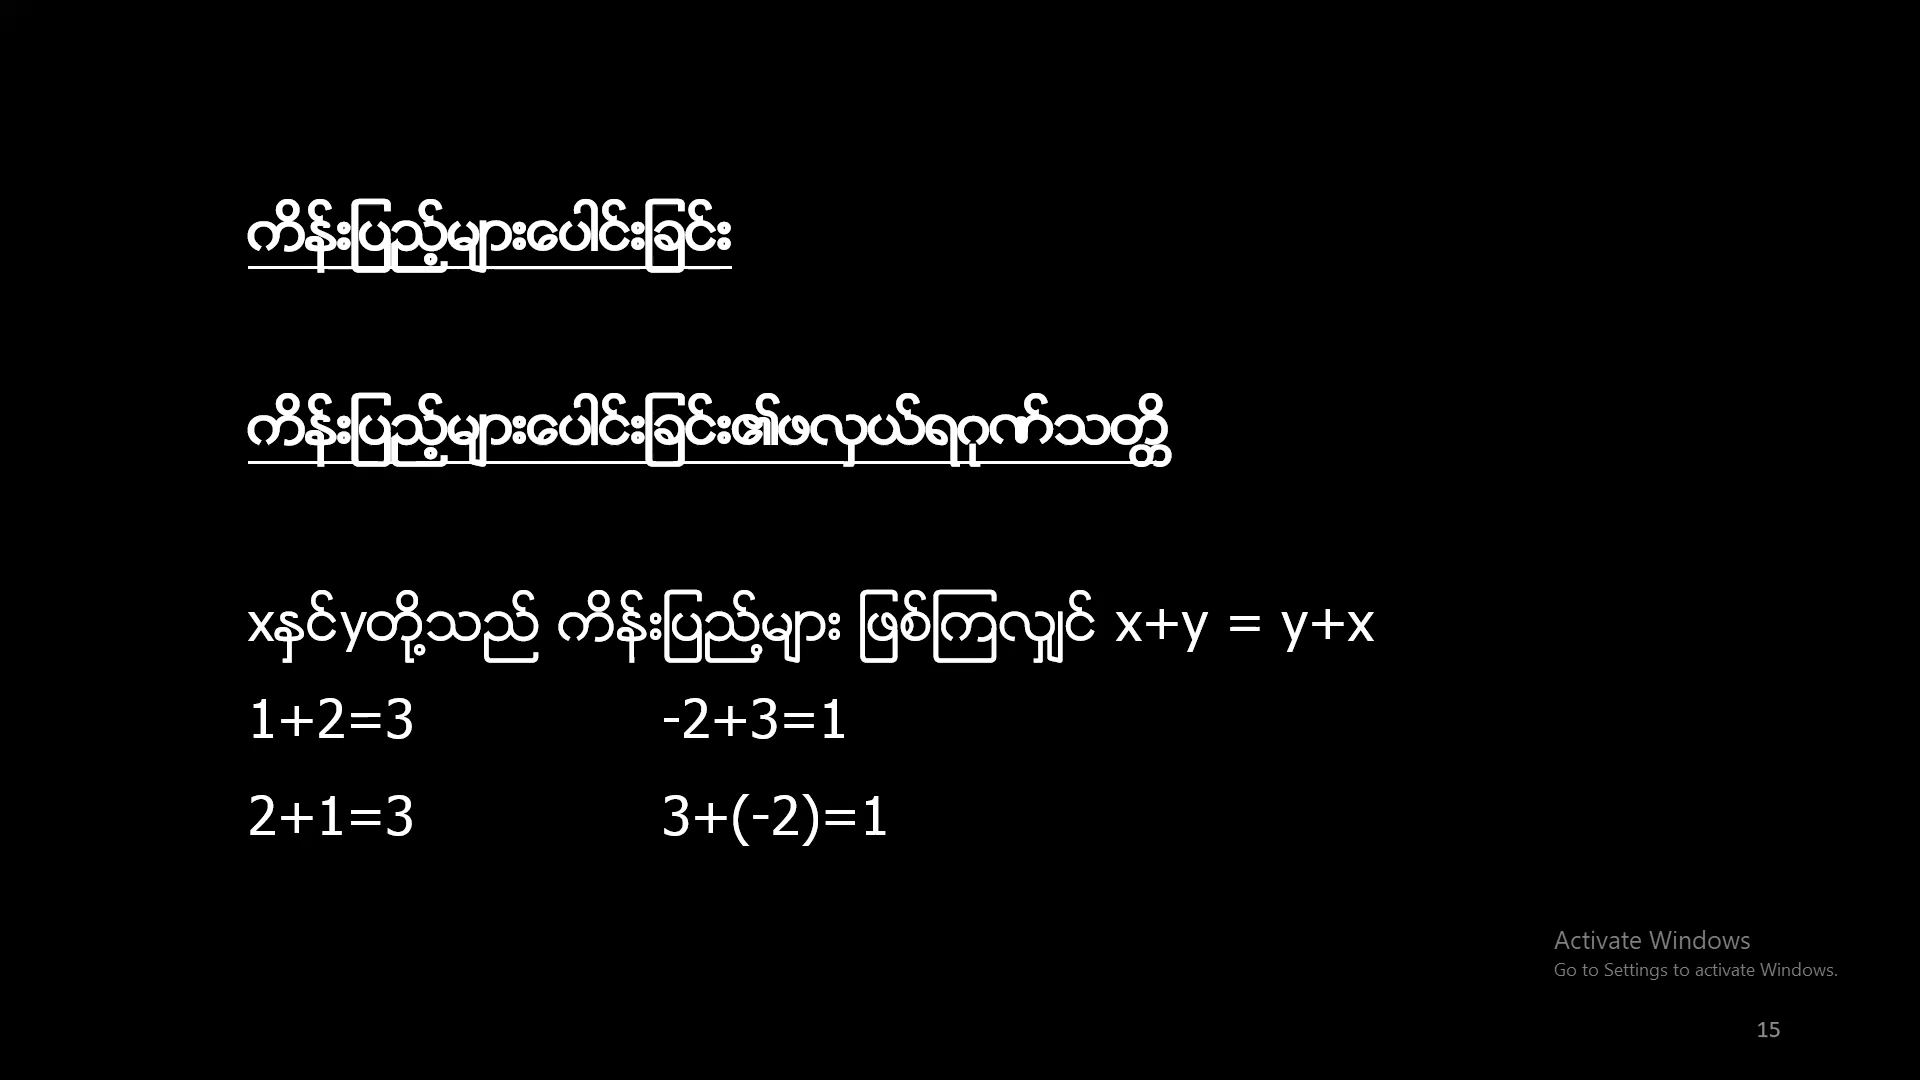 ကိန်းပြည့်များပေါင်းခြင်း
ကိန်းပြည့်များပေါင်းခြင်း၏ဖလှယ်ရဂုဏ်သတ္တိ
xနှင်yတို့သည် ကိန်းပြည့်များ ဖြစ်ကြလျှင် x+y = y+x
1+2=3 -2+3=1
2+1=3 3+(-2)=1
Activate Windows
Go to Settings to activate Windows.
15